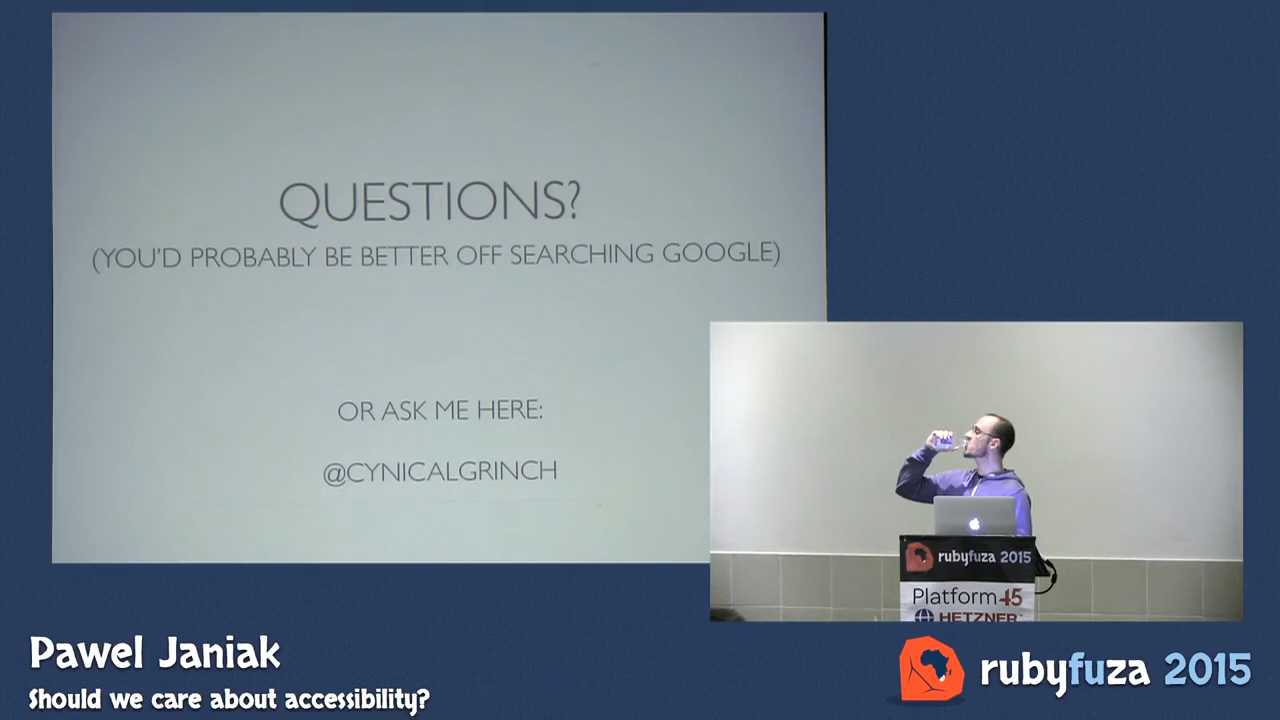 QUESTIONS?
(YOU'D PROBABLY BE BETTER OFF SEARCHING GOOGLE)
OR ASK ME HERE:
@CYNICALGRINCH
rubyfuza 2015
Platform45
HETZNER
Pawel Janiak
Should we care about accessibility?
rubyfuza 2015